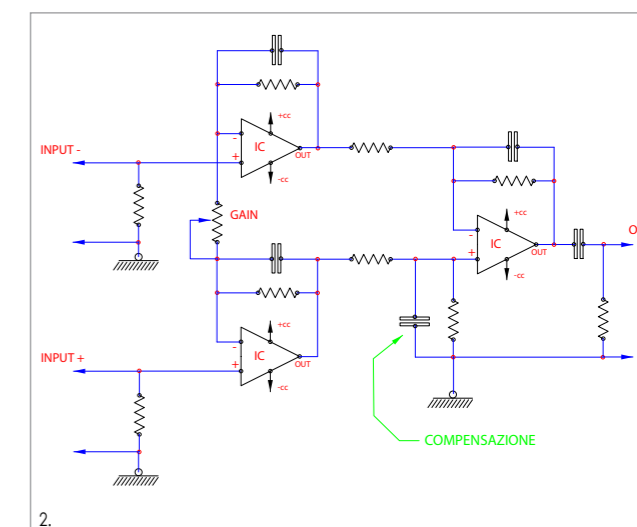 +cc
-
IC
INPUT -
+
OUT
-cc
GAIN
+cc
O
-
IC
+
OUT
-cc
+cc
-
IC
INPUT +
+
OUT
-cc
COMPENSAZIONE
2.